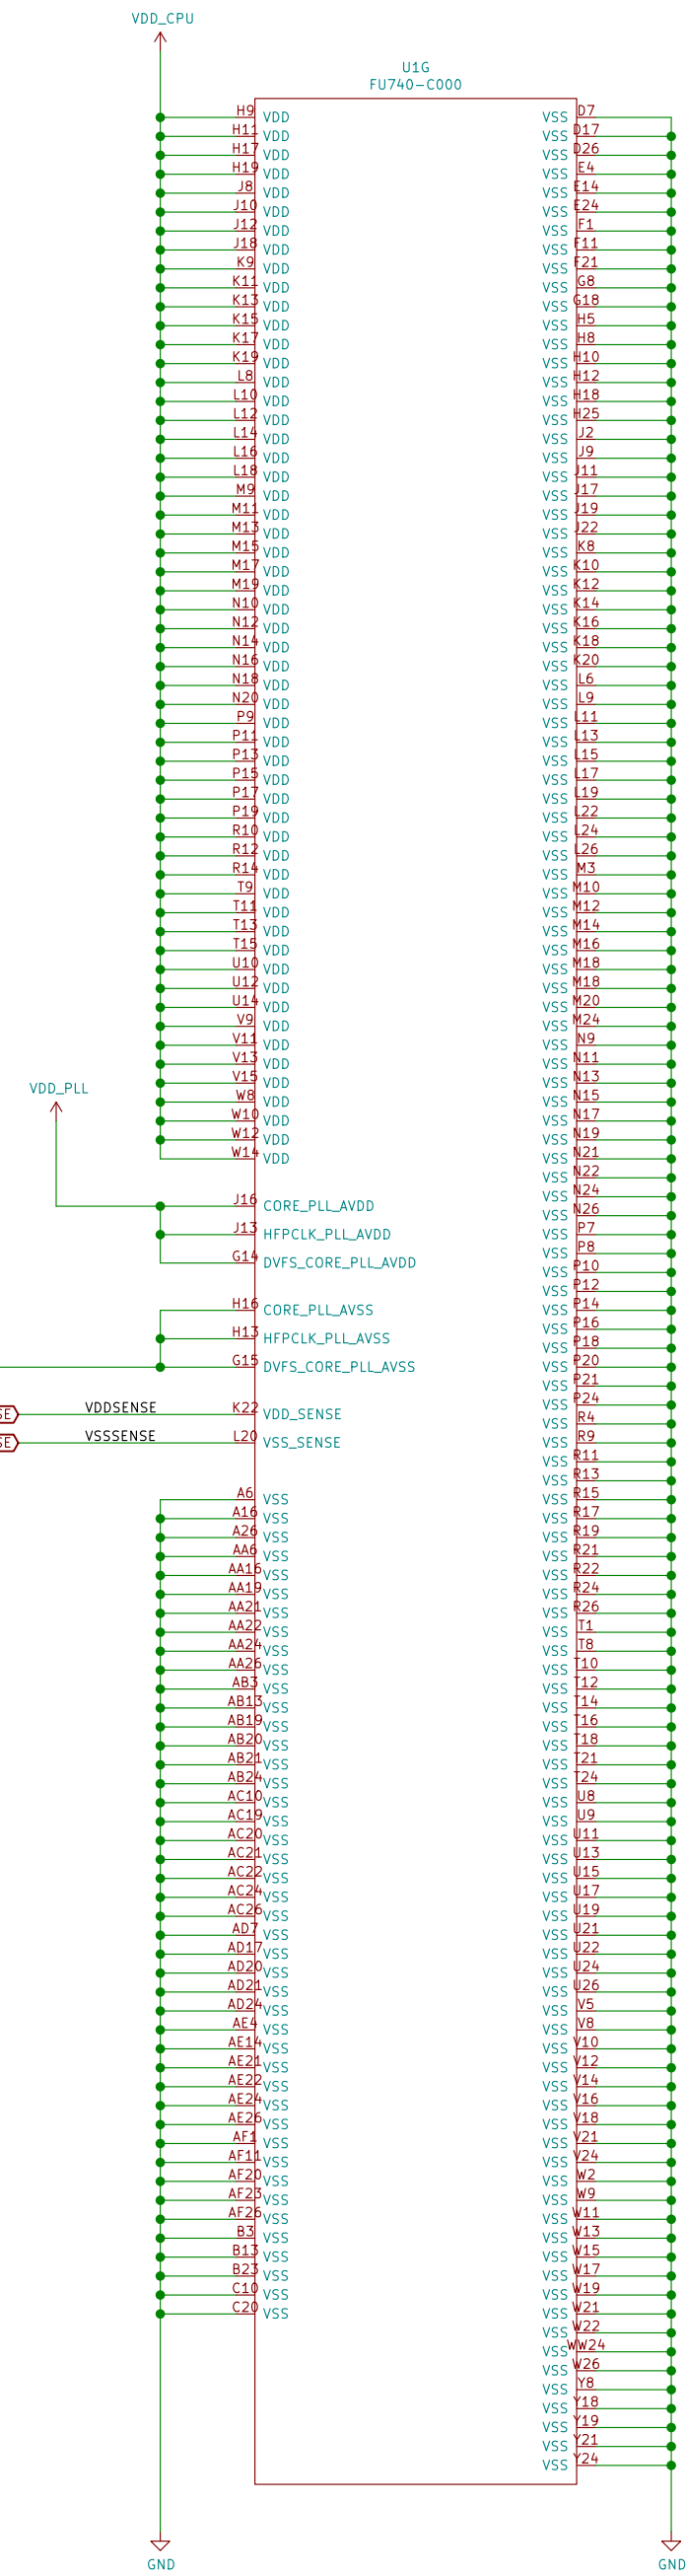 VDD_CPU
U1G
FU740-C000
H9 VDD
H11 VDD
H17 VDD
H19 VDD
J8 VDD
J10 VDD
J12 VDD
J18 VDD
K9 VDD
K11 VDD
K13 VDD
K15 VDD
K17 VDD
K19 VDD
L8 VDD
L10 VDD
L12 VDD
L14 VDD
L16 VDD
L18 VDD
M9 VDD
M11 VDD
M13 VDD
M15 VDD
M17 VDD
M19 VDD
N10 VDD
N12 VDD
N14 VDD
N16 VDD
N18 VDD
N20 VDD
P9 VDD
P11 VDD
P13 VDD
P15 VDD
P17 VDD
P19 VDD
R10 VDD
R12 VDD
R14 VDD
T9 VDD
T11 VDD
T13 VDD
T15 VDD
U10 VDD
U12 VDD
U14 VDD
V9 VDD
V11 VDD
V13 VDD
V15 VDD
W8 VDD
W10 VDD
W12 VDD
W14 VDD
VDD_PLL
J16 CORE_PLL_AVDD
J13 HFPCLK_PLL_AVDD
G14 DVFS_CORE_PLL_AVDD
H16 CORE_PLL_AVSS
H13 HFPCLK_PLL_AVSS
G15 DVFS_CORE_PLL_AVSS
SE VDDSENSE K22 VDD_SENSE
SE VSSSENSE L20 VSS_SENSE
A6 VSS
A16 VSS
A26 VSS
AA6 VSS
AA16 VSS
AA19 VSS
AA21 VSS
AA22 VSS
AA24 VSS
AA26 VSS
AB3 VSS
AB13 VSS
AB19 VSS
AB20 VSS
AB21 VSS
AB24 VSS
AC10 VSS
AC19 VSS
AC20 VSS
AC21 VSS
AC22 VSS
AC24 VSS
AC26 VSS
AD7 VSS
AD17 VSS
AD20 VSS
AD21 VSS
AD24 VSS
AE4 VSS
AE14 VSS
AE21 VSS
AE22 VSS
AE24 VSS
AE26 VSS
AF1 VSS
AF11 VSS
AF20 VSS
AF23 VSS
AF26 VSS
B3 VSS
B13 VSS
B23 VSS
C10 VSS
C20 VSS
GND
VSS D7
VSS D17
VSS D26
VSS E4
VSS E14
VSS E24
VSS F1
VSS F11
VSS F21
VSS G8
VSS G18
VSS H5
VSS H8
VSS H10
VSS H12
VSS H18
VSS H25
VSS J2
VSS J9
VSS J11
VSS J17
VSS J19
VSS J22
VSS K8
VSS K10
VSS K12
VSS K14
VSS K16
VSS K18
VSS K20
VSS L6
VSS L9
VSS L11
VSS L13
VSS L15
VSS L17
VSS L19
VSS L22
VSS L24
VSS L26
VSS M3
VSS M10
VSS M12
VSS M14
VSS M16
VSS M18
VSS M18
VSS M20
VSS M24
VSS N9
VSS N11
VSS N13
VSS N15
VSS N17
VSS N19
VSS N21
VSS N22
VSS N24
VSS N26
VSS P7
VSS P8
VSS P10
VSS P12
VSS P14
VSS P16
VSS P18
VSS P20
VSS P21
VSS P24
VSS R4
VSS R9
VSS R11
VSS R13
VSS R15
VSS R17
VSS R19
VSS R21
VSS R22
VSS R24
VSS R26
VSS T1
VSS T8
VSS T10
VSS T12
VSS T14
VSS T16
VSS T18
VSS T21
VSS T24
VSS U8
VSS U9
VSS U11
VSS U13
VSS U15
VSS U17
VSS U19
VSS U21
VSS U22
VSS U24
VSS U26
VSS V5
VSS V8
VSS V10
VSS V12
VSS V14
VSS V16
VSS V18
VSS V21
VSS V24
VSS W2
VSS W9
VSS W11
VSS W13
VSS W15
VSS W17
VSS W19
VSS W21
VSS W22
VSS WW24
VSS W26
VSS Y8
VSS Y18
VSS Y19
VSS Y21
VSS Y24
GND